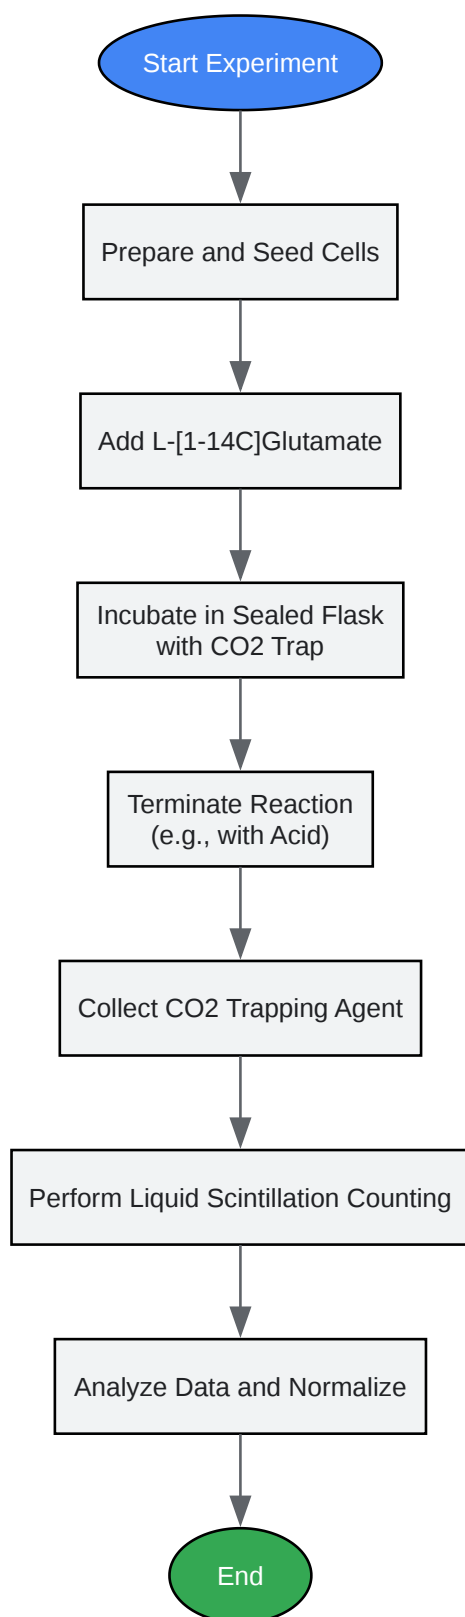 Start Experiment
Prepare and Seed Cells
Add L-[1-14C]Glutamate
Incubate in Sealed Flask
with CO2 Trap
Terminate Reaction
(e.g., with Acid)
Collect CO2 Trapping Agent
Perform Liquid Scintillation Counting
Analyze Data and Normalize
End